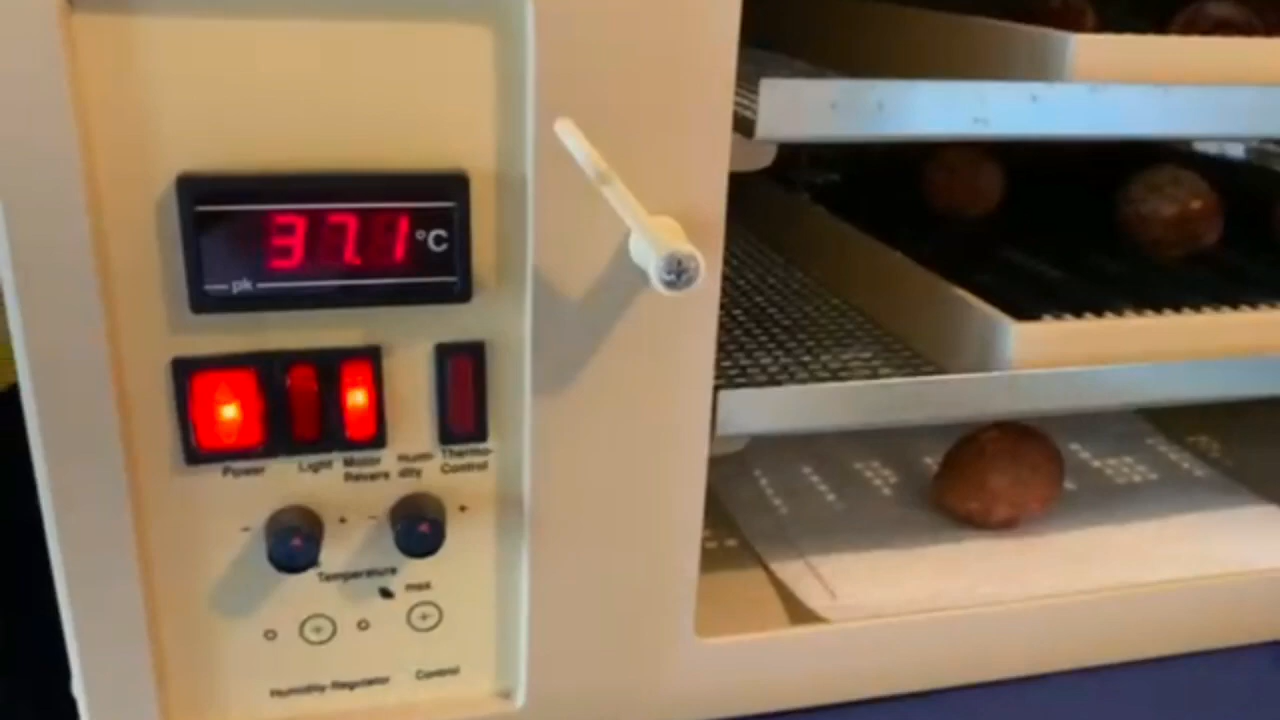 37.1 °C
pk
Power Light Motor Revers Humi-dity Thermo-Control
- + - +
Temperature
max
Humidity-Regulator Control